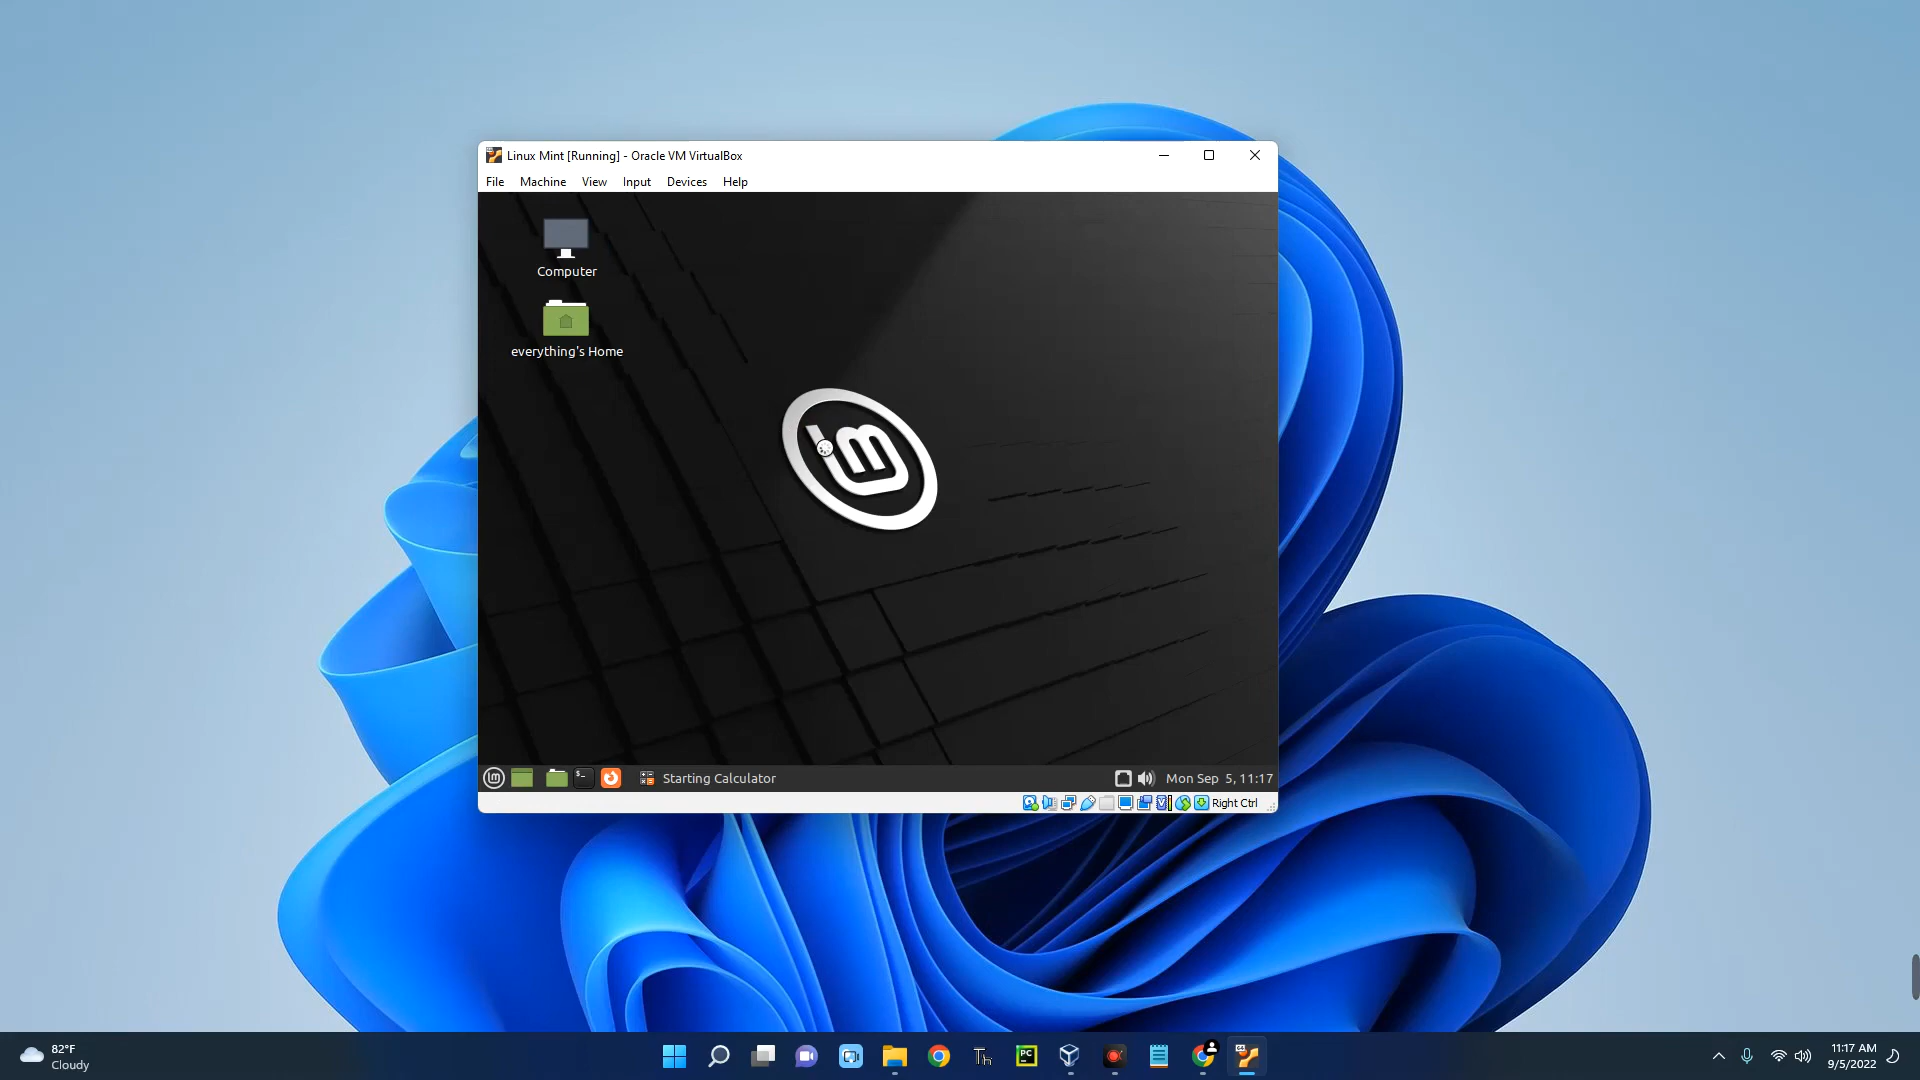 Linux Mint [Running] - Oracle VM VirtualBox
File Machine View Input Devices Help
Computer
everything's Home
Starting Calculator
Mon Sep 5, 11:17
Right Ctrl
82°F
Cloudy
11:17 AM
9/5/2022